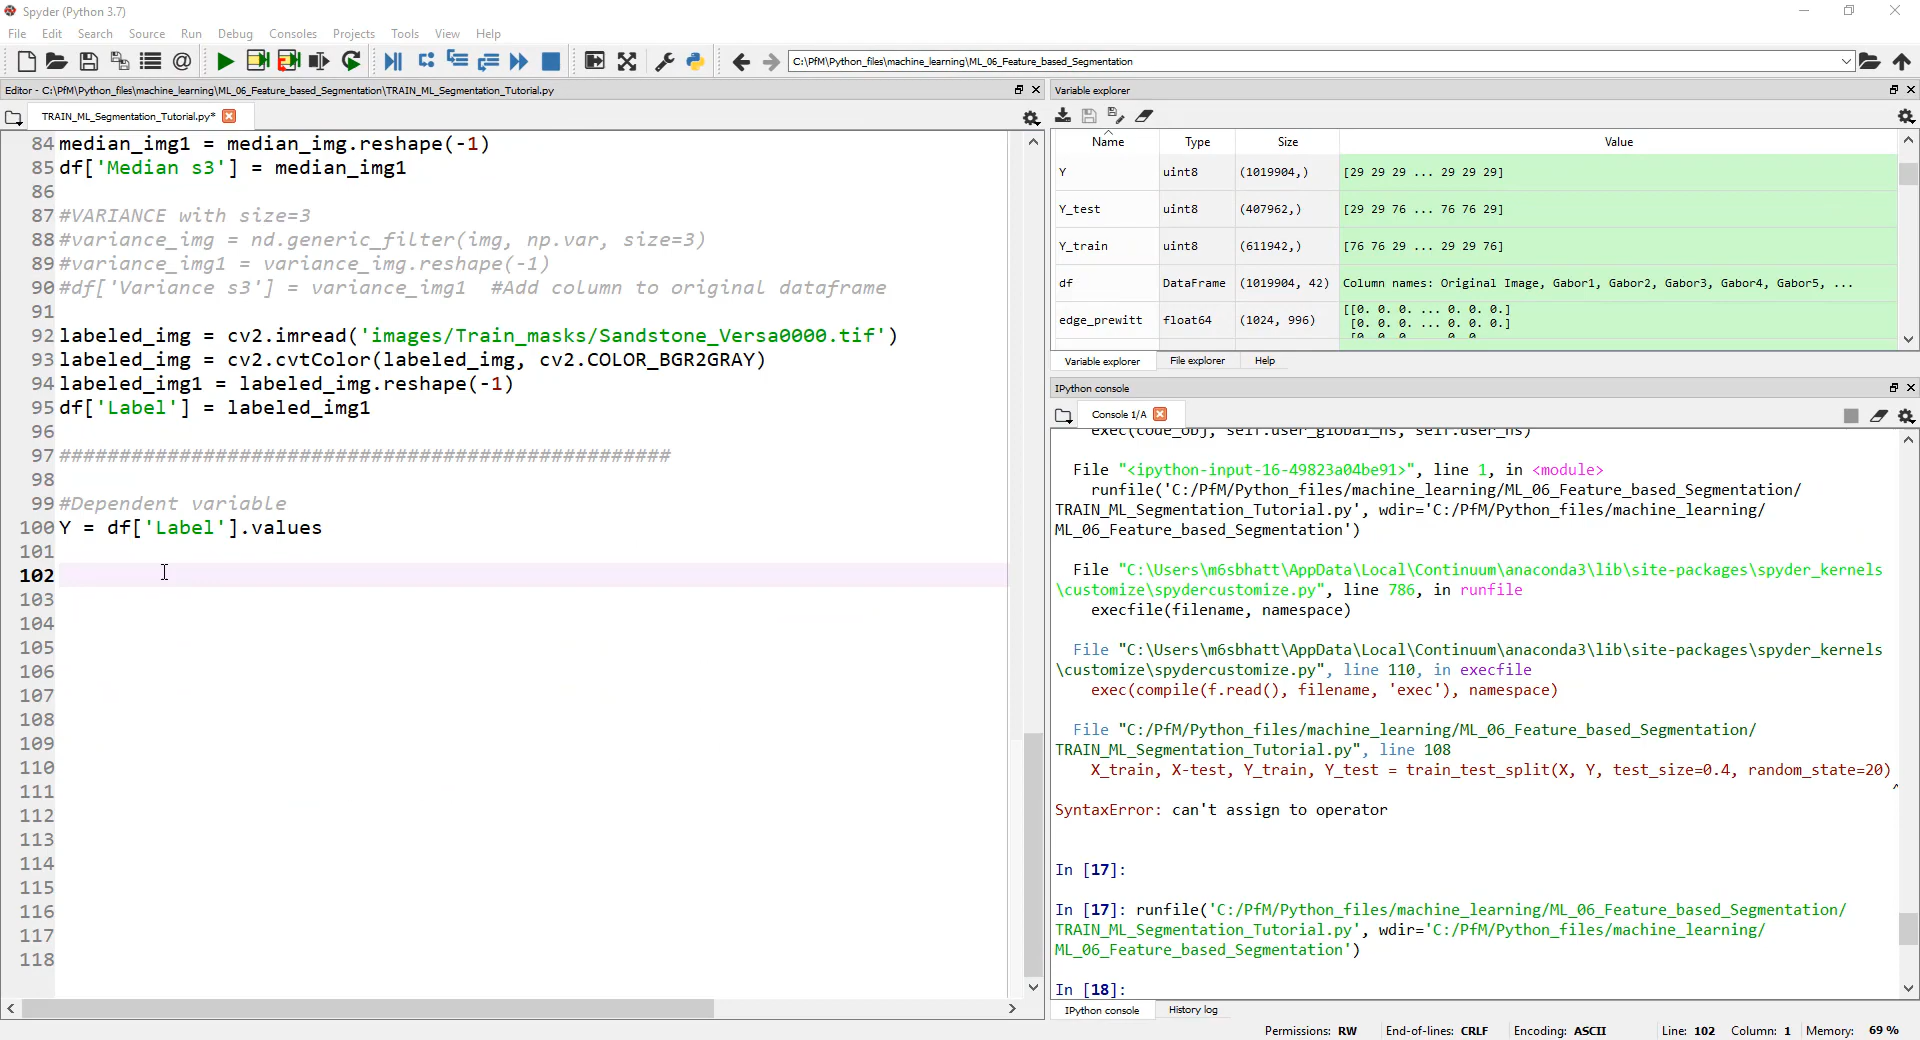 Spyder (Python 3.7)
File Edit Search Source Run Debug Consoles Projects Tools View Help
C:\PfM\Python_files\machine_learning\ML_06_Feature_based_Segmentation
Editor - C:\PfM\Python_files\machine_learning\ML_06_Feature_based_Segmentation\TRAIN_ML_Segmentation_Tutorial.py
TRAIN_ML_Segmentation_Tutorial.py*
84 median_img1 = median_img.reshape(-1)
85 df['Median s3'] = median_img1
86
87 #VARIANCE with size=3
88 #variance_img = nd.generic_filter(img, np.var, size=3)
89 #variance_img1 = variance_img.reshape(-1)
90 #df['Variance s3'] = variance_img1  #Add column to original dataframe
91
92 labeled_img = cv2.imread('images/Train_masks/Sandstone_Versa0000.tif')
93 labeled_img = cv2.cvtColor(labeled_img, cv2.COLOR_BGR2GRAY)
94 labeled_img1 = labeled_img.reshape(-1)
95 df['Label'] = labeled_img1
96
97 ###################################################
98
99 #Dependent variable
100 Y = df['Label'].values
101
102
103
104
105
106
107
108
109
110
111
112
113
114
115
116
117
118
Variable explorer
Name Type Size Value
Y uint8 (1019904,) [29 29 29 ... 29 29 29]
Y_test uint8 (407962,) [29 29 76 ... 76 76 29]
Y_train uint8 (611942,) [76 76 29 ... 29 29 76]
df DataFrame (1019904, 42) Column names: Original Image, Gabor1, Gabor2, Gabor3, Gabor4, Gabor5, ...
edge_prewitt float64 (1024, 996) [[0. 0. 0. ... 0. 0. 0.]
[0. 0. 0. ... 0. 0. 0.]
Variable explorer File explorer Help
IPython console
Console 1/A
exec(code_obj, self.user_global_ns, self.user_ns)
File "<ipython-input-16-49823a04be91>", line 1, in <module>
runfile('C:/PfM/Python_files/machine_learning/ML_06_Feature_based_Segmentation/
TRAIN_ML_Segmentation_Tutorial.py', wdir='C:/PfM/Python_files/machine_learning/
ML_06_Feature_based_Segmentation')
File "C:\Users\m6sbhatt\AppData\Local\Continuum\anaconda3\lib\site-packages\spyder_kernels
\customize\spydercustomize.py", line 786, in runfile
execfile(filename, namespace)
File "C:\Users\m6sbhatt\AppData\Local\Continuum\anaconda3\lib\site-packages\spyder_kernels
\customize\spydercustomize.py", line 110, in execfile
exec(compile(f.read(), filename, 'exec'), namespace)
File "C:/PfM/Python_files/machine_learning/ML_06_Feature_based_Segmentation/
TRAIN_ML_Segmentation_Tutorial.py", line 108
X_train, X-test, Y_train, Y_test = train_test_split(X, Y, test_size=0.4, random_state=20)
^
SyntaxError: can't assign to operator
In [17]:
In [17]: runfile('C:/PfM/Python_files/machine_learning/ML_06_Feature_based_Segmentation/
TRAIN_ML_Segmentation_Tutorial.py', wdir='C:/PfM/Python_files/machine_learning/
ML_06_Feature_based_Segmentation')
In [18]:
IPython console History log
Permissions: RW End-of-lines: CRLF Encoding: ASCII Line: 102 Column: 1 Memory: 69 %